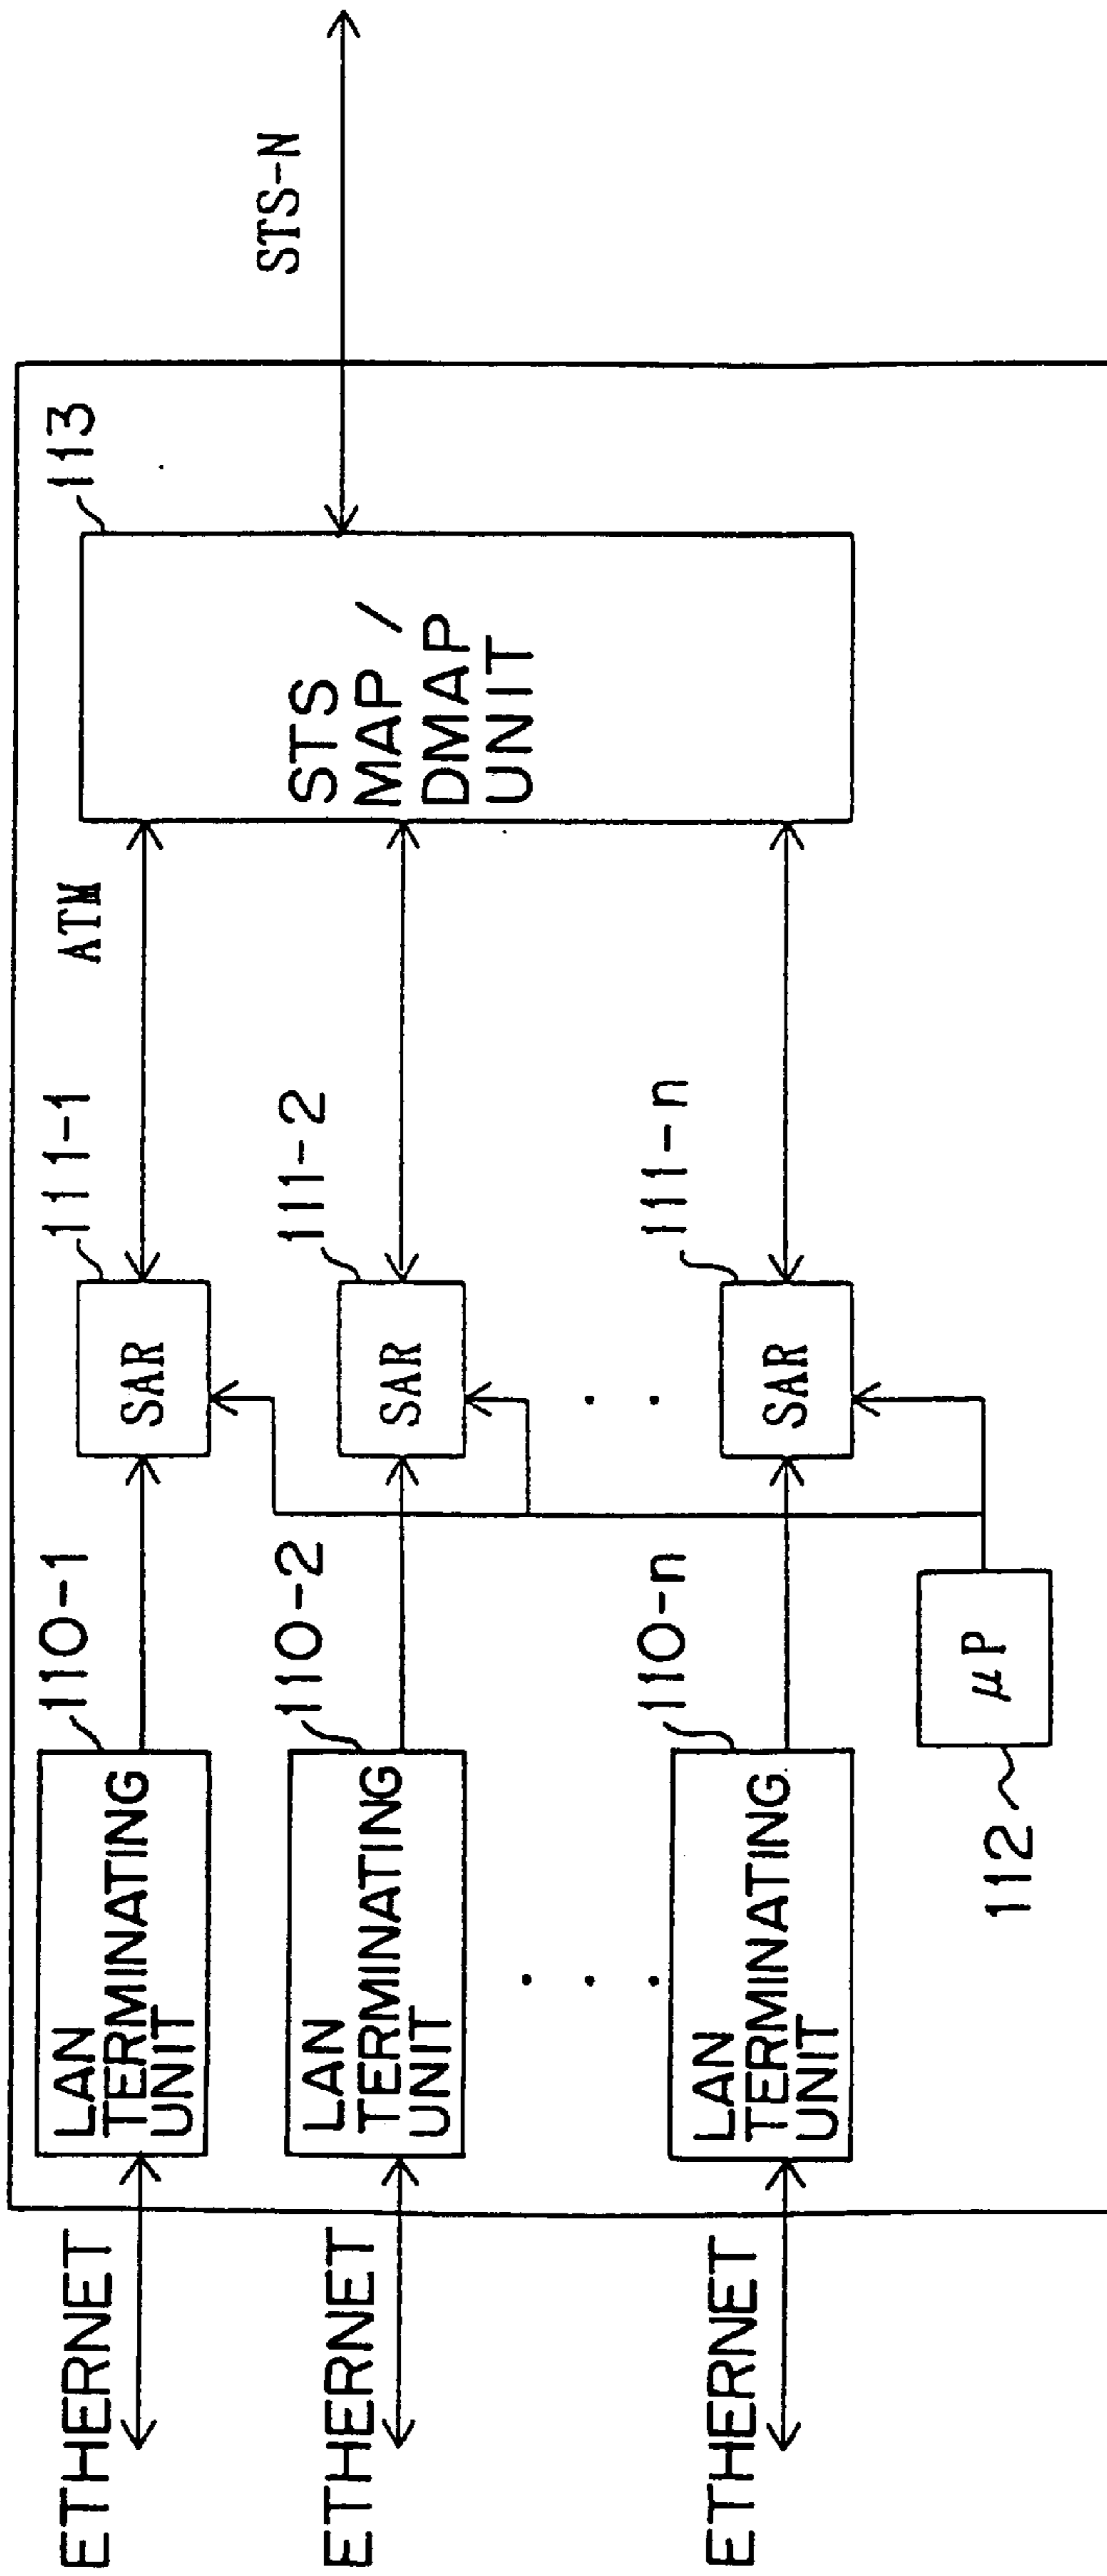 ETHERNET
110-1
LAN
TERMINATING
UNIT
111-1
SAR
ATM
113
STS
MAP /
DMAP
UNIT
STS-N
ETHERNET
110-2
LAN
TERMINATING
UNIT
111-2
SAR
ETHERNET
110-n
LAN
TERMINATING
UNIT
111-n
SAR
112
μP